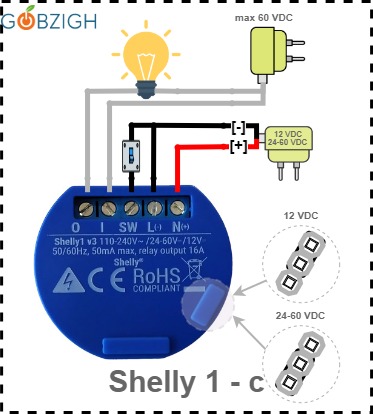 GOBZIGH
max 60 VDC
[-]
[+]
12 VDC
24-60 VDC
O I SW L(-) N(+)
Shelly1 v3 110-240V~ /24-60V⎓/12V⎓
50/60Hz, 50mA max, relay output 16A
Shelly®
CE RoHS
COMPLIANT
12 VDC
24-60 VDC
Shelly 1 - c